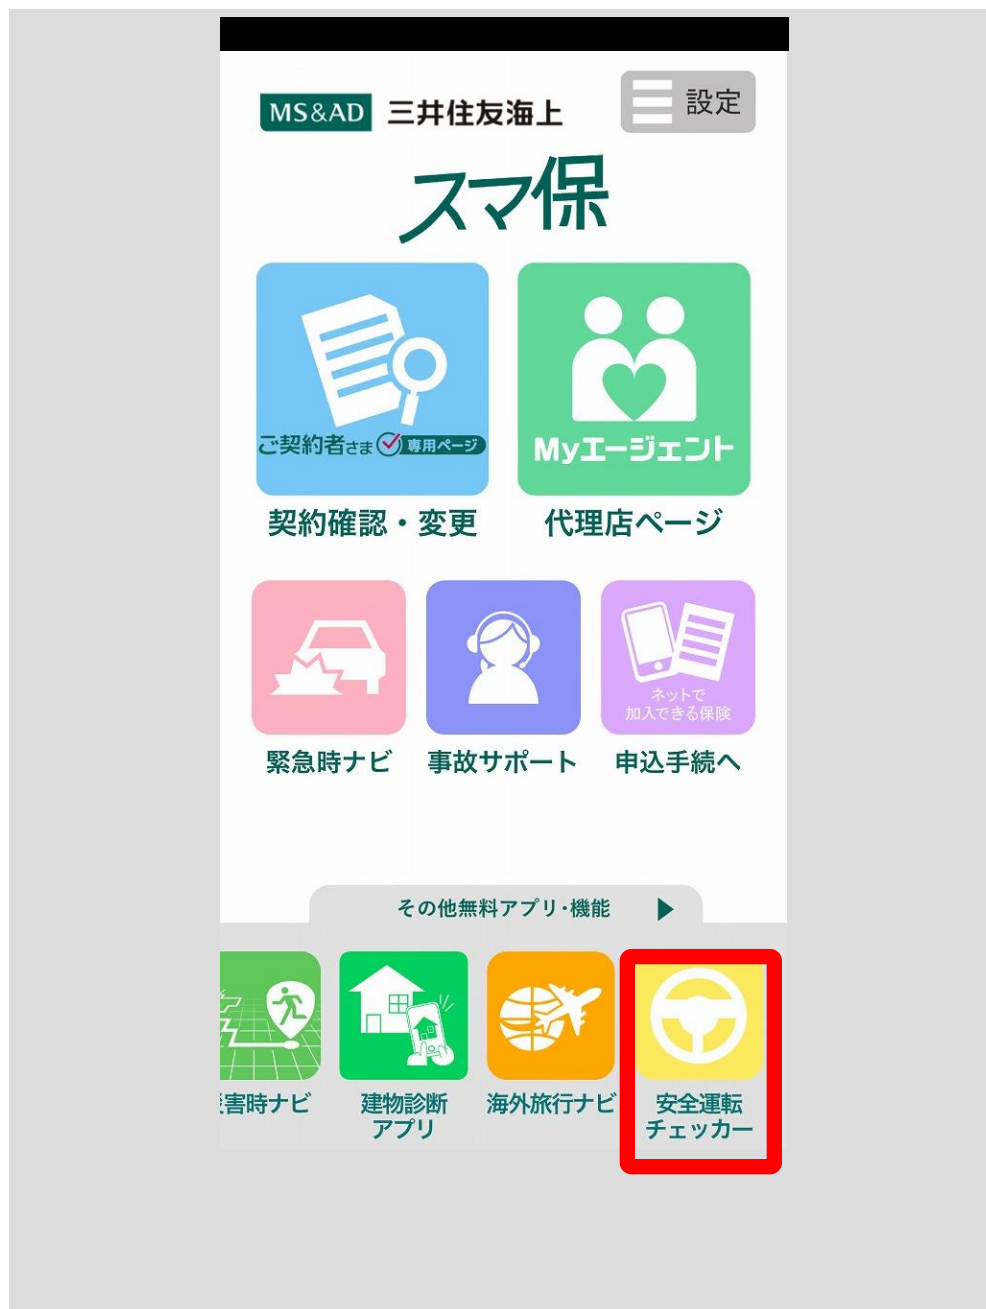 MS&AD 三井住友海上
設定
スマ保
ご契約者さま 専用ページ
Myエージェント
契約確認・変更
代理店ページ
ネットで
加入できる保険
緊急時ナビ
事故サポート
申込手続へ
その他無料アプリ・機能
害時ナビ
建物診断
アプリ
海外旅行ナビ
安全運転
チェッカー